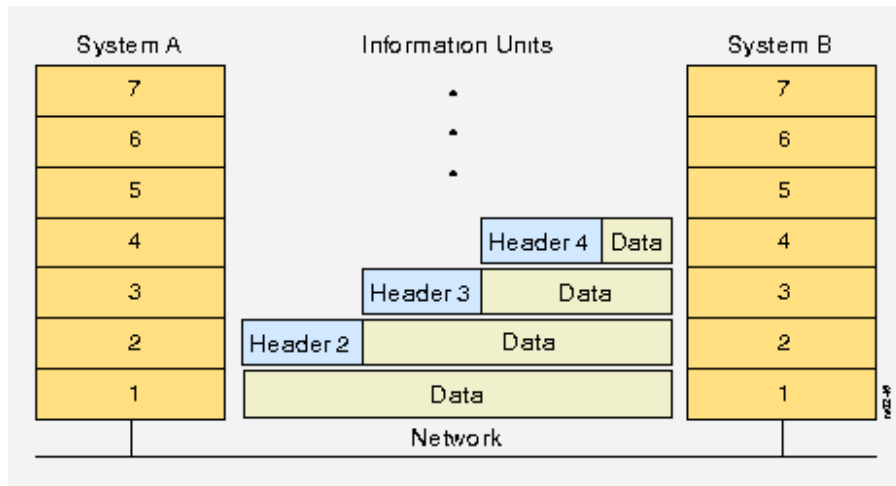 System A Information Units System B
7 7
6 6
5 5
4 Header 4 Data 4
3 Header 3 Data 3
2 Header 2 Data 2
1 Data 1
Network